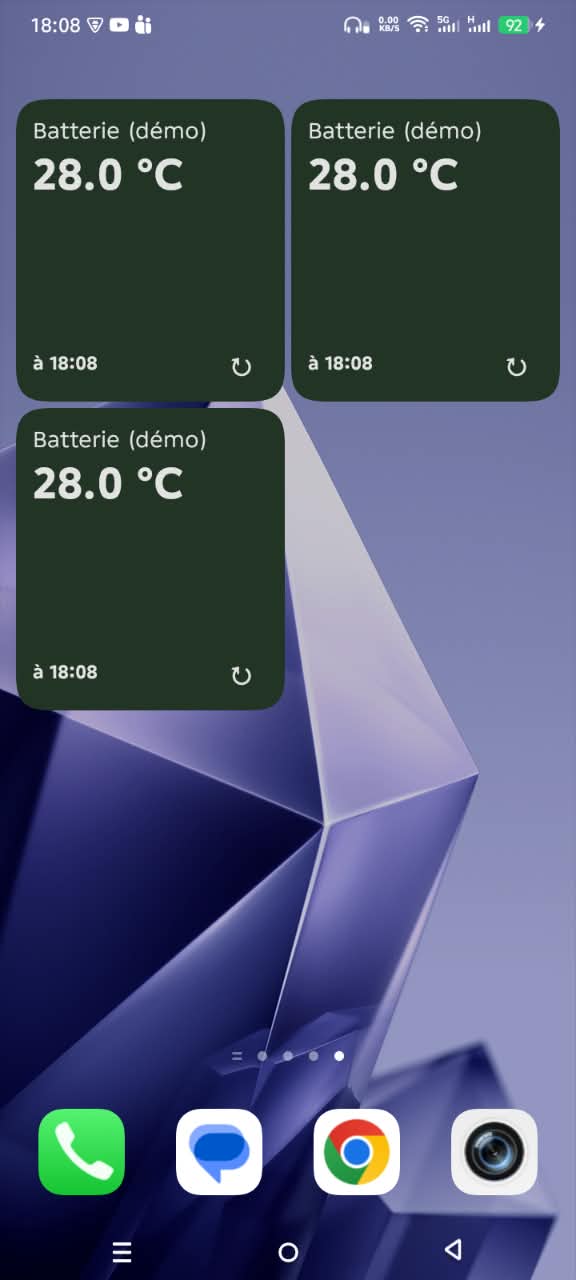 18:08
0.00
KB/S
5G
H
92
Batterie (démo)
28.0 °C
à 18:08
Batterie (démo)
28.0 °C
à 18:08
Batterie (démo)
28.0 °C
à 18:08